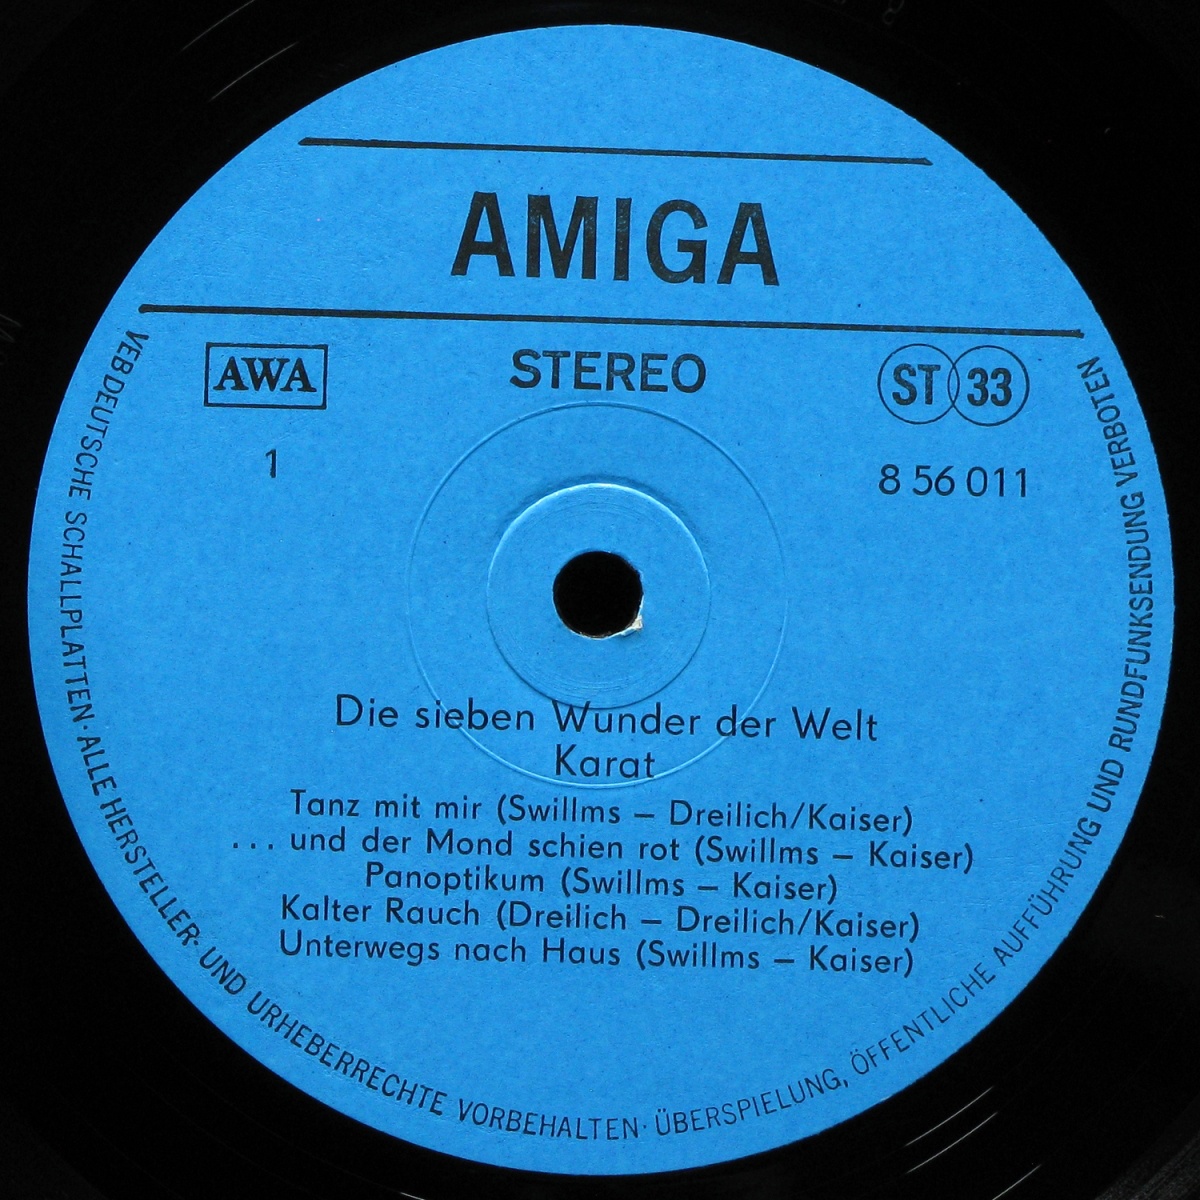 AMIGA
AWA
STEREO
ST 33
1
8 56 011
Die sieben Wunder der Welt
Karat
Tanz mit mir (Swillms – Dreilich/Kaiser)
... und der Mond schien rot (Swillms – Kaiser)
Panoptikum (Swillms – Kaiser)
Kalter Rauch (Dreilich – Dreilich/Kaiser)
Unterwegs nach Haus (Swillms – Kaiser)
VEB DEUTSCHE SCHALLPLATTEN · ALLE HERSTELLER- UND URHEBERRECHTE VORBEHALTEN · ÜBERSPIELUNG, ÖFFENTLICHE AUFFÜHRUNG UND RUNDFUNKSENDUNG VERBOTEN